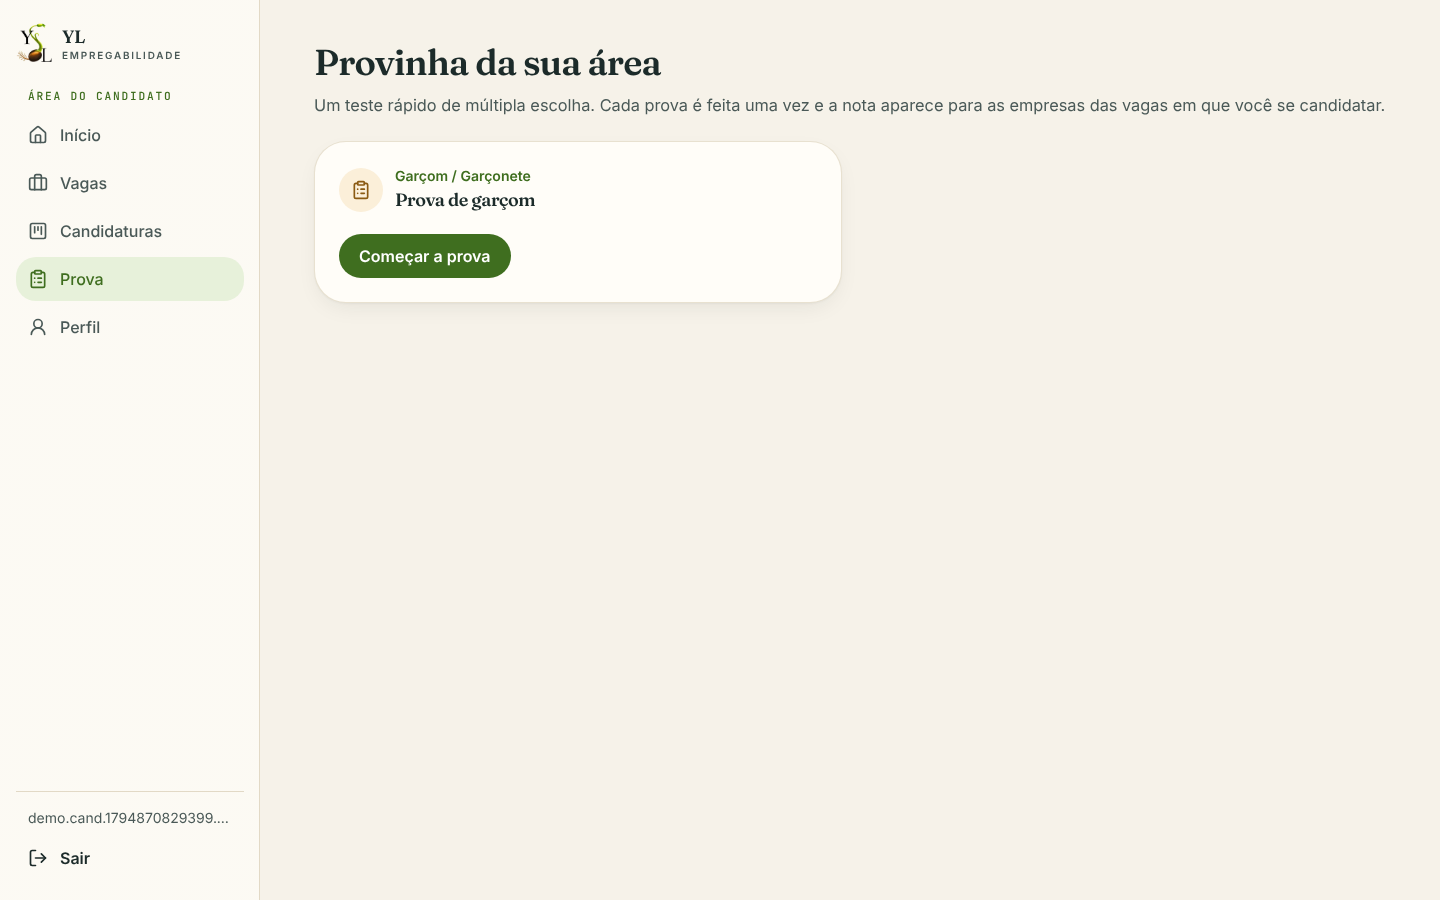 YL
YL
EMPREGABILIDADE
ÁREA DO CANDIDATO
Início
Vagas
Candidaturas
Prova
Perfil
demo.cand.1794870829399....
Sair
Provinha da sua área
Um teste rápido de múltipla escolha. Cada prova é feita uma vez e a nota aparece para as empresas das vagas em que você se candidatar.
Garçom / Garçonete
Prova de garçom
Começar a prova